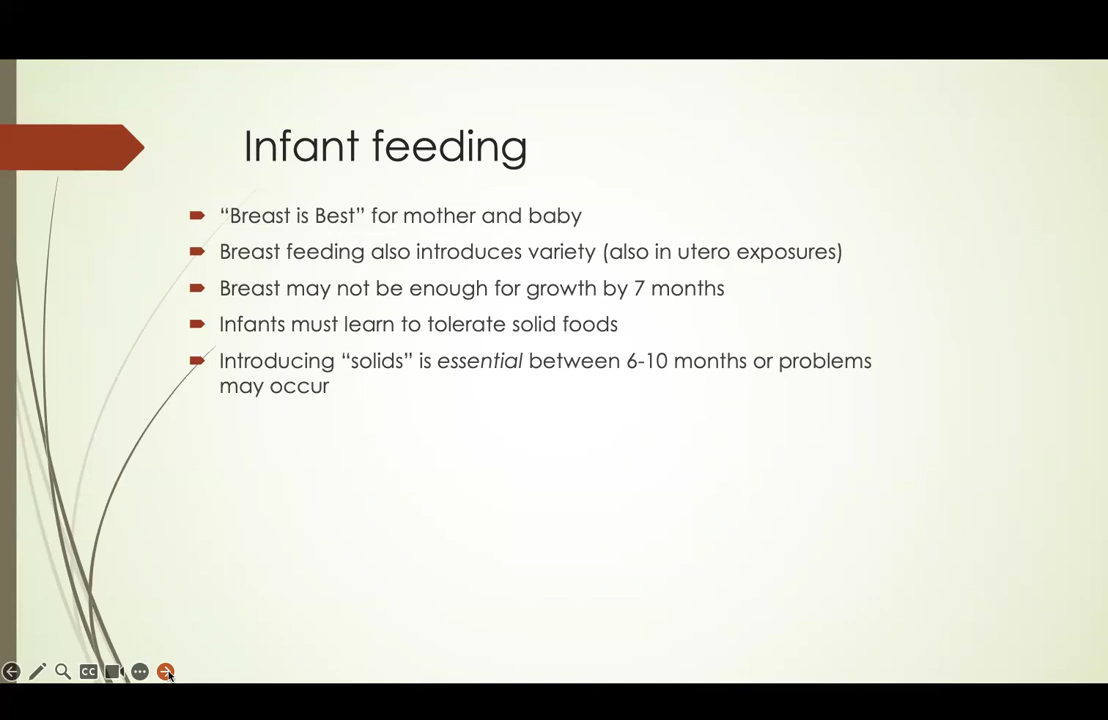 Infant feeding
“Breast is Best” for mother and baby
Breast feeding also introduces variety (also in utero exposures)
Breast may not be enough for growth by 7 months
Infants must learn to tolerate solid foods
Introducing “solids” is essential between 6-10 months or problems
may occur
CC